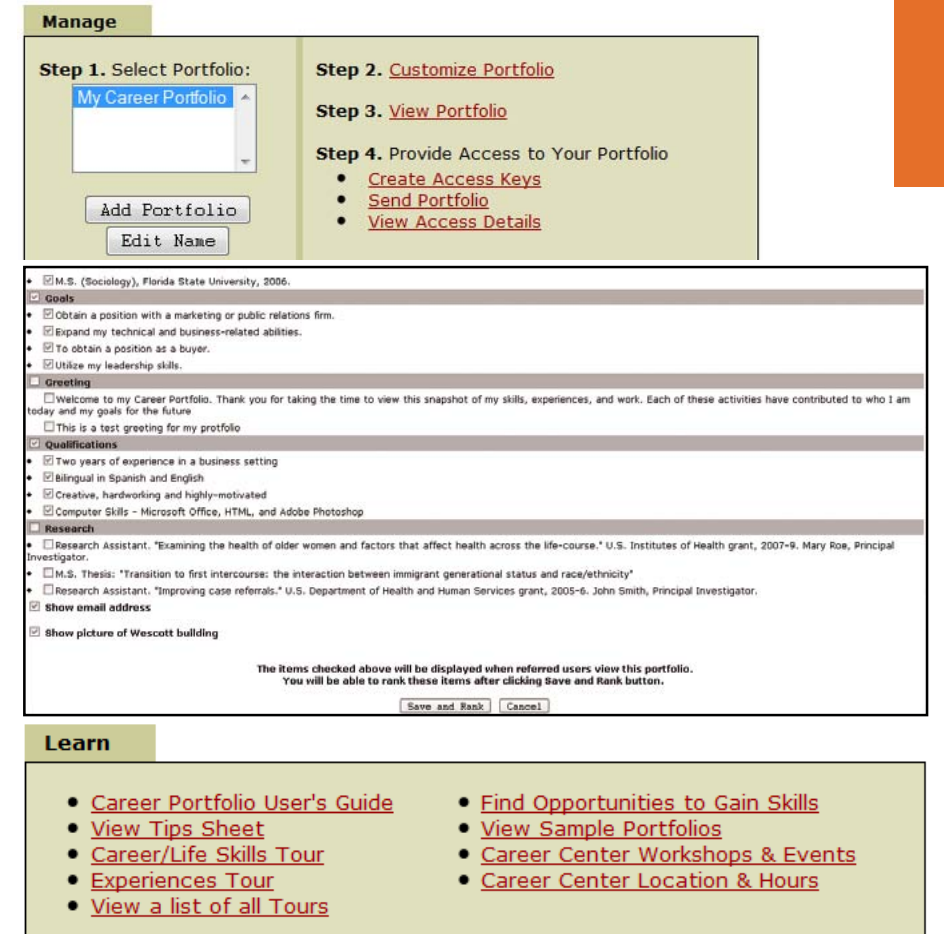 Manage
Step 1. Select Portfolio:
My Career Portfolio
Add Portfolio
Edit Name
Step 2. Customize Portfolio
Step 3. View Portfolio
Step 4. Provide Access to Your Portfolio
• Create Access Keys
• Send Portfolio
• View Access Details
• M.S. (Sociology), Florida State University, 2006.
Goals
• Obtain a position with a marketing or public relations firm.
• Expand my technical and business-related abilities.
• To obtain a position as a buyer.
• Utilize my leadership skills.
Greeting
Welcome to my Career Portfolio. Thank you for taking the time to view this snapshot of my skills, experiences, and work. Each of these activities have contributed to who I am
today and my goals for the future
This is a test greeting for my protfolio
Qualifications
• Two years of experience in a business setting
• Bilingual in Spanish and English
• Creative, hardworking and highly-motivated
• Computer Skills - Microsoft Office, HTML, and Adobe Photoshop
Research
• Research Assistant. "Examining the health of older women and factors that affect health across the life-course." U.S. Institutes of Health grant, 2007-9. Mary Roe, Principal
Investigator.
• M.S. Thesis: "Transition to first intercourse: the interaction between immigrant generational status and race/ethnicity"
• Research Assistant. "Improving case referrals." U.S. Department of Health and Human Services grant, 2005-6. John Smith, Principal Investigator.
Show email address
Show picture of Wescott building
The items checked above will be displayed when referred users view this portfolio.
You will be able to rank these items after clicking Save and Rank button.
Save and Rank Cancel
Learn
• Career Portfolio User's Guide
• View Tips Sheet
• Career/Life Skills Tour
• Experiences Tour
• View a list of all Tours
• Find Opportunities to Gain Skills
• View Sample Portfolios
• Career Center Workshops & Events
• Career Center Location & Hours